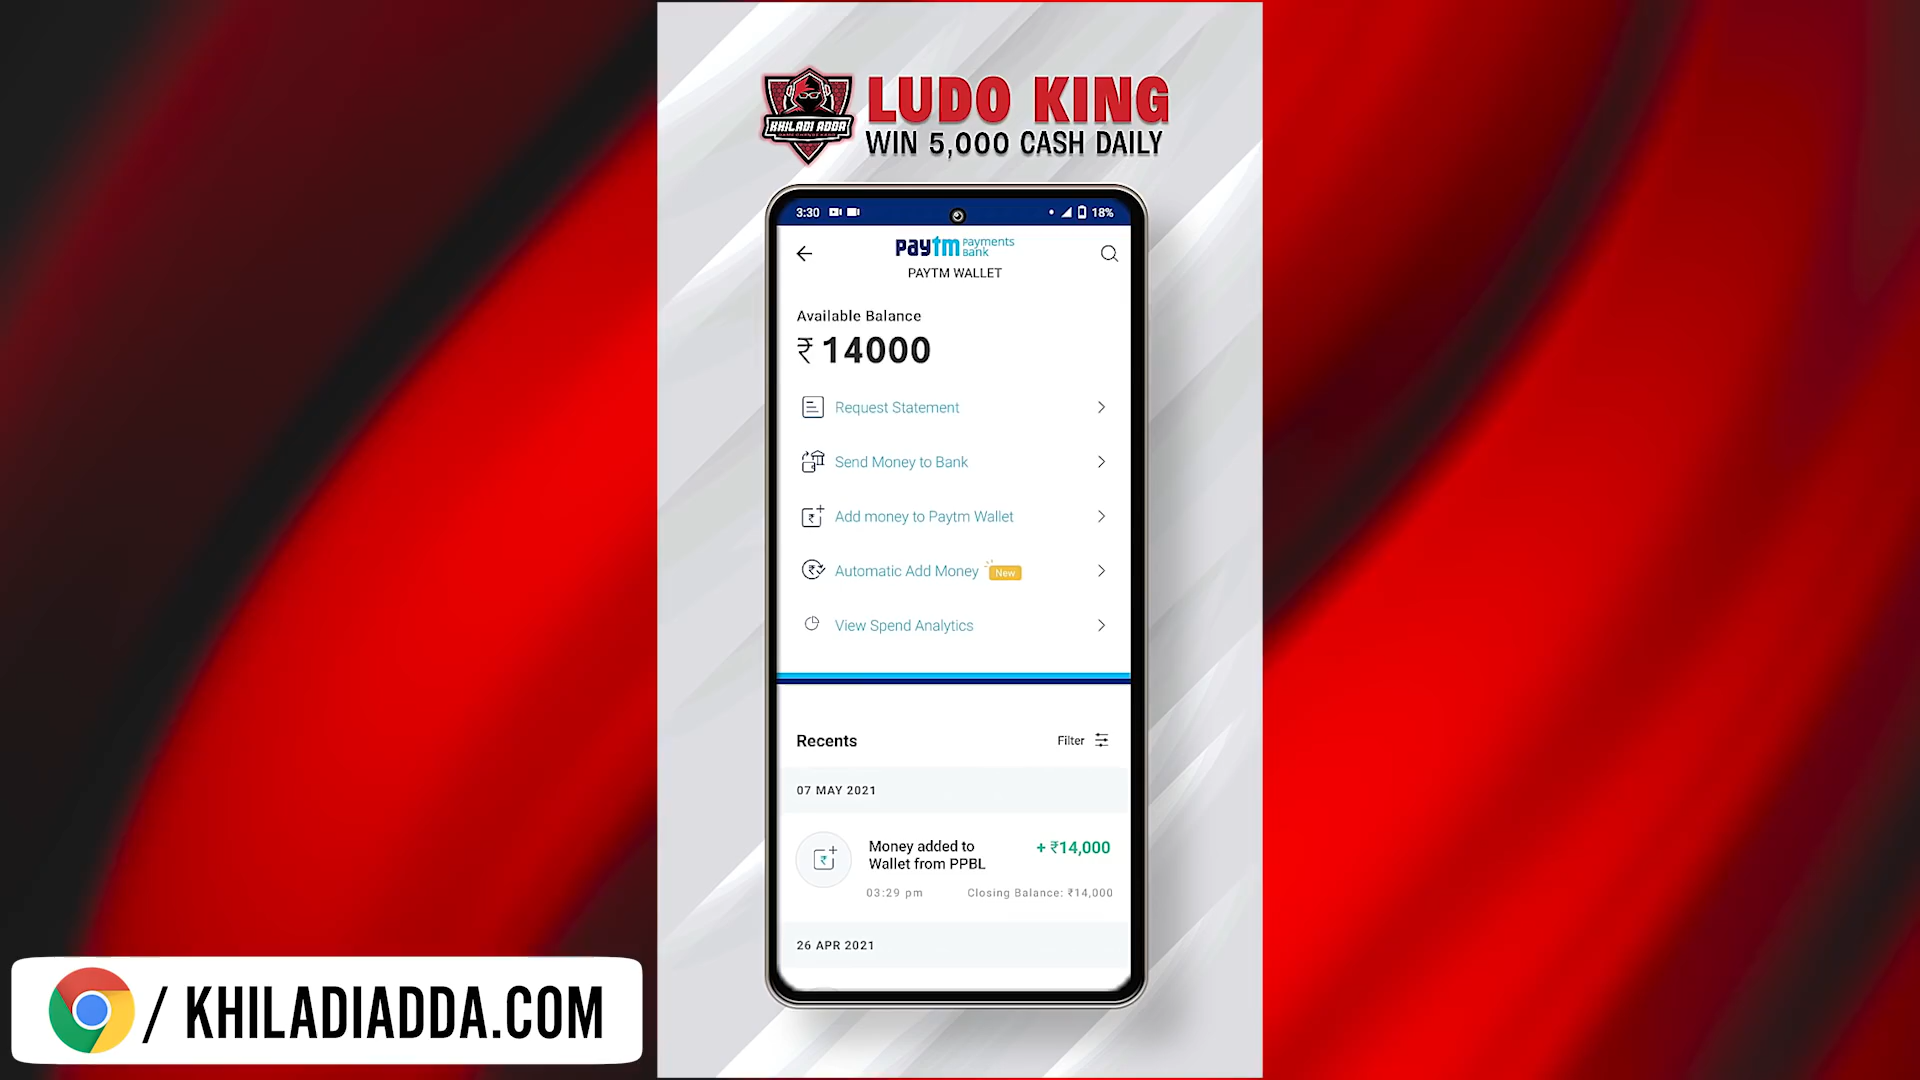 KHILADI ADDA
LUDO KING
WIN 5,000 CASH DAILY
3:30
18%
paytm Payments Bank
PAYTM WALLET
Available Balance
₹ 14000
Request Statement
Send Money to Bank
Add money to Paytm Wallet
Automatic Add Money New
View Spend Analytics
Recents
Filter
07 MAY 2021
Money added to + ₹14,000
Wallet from PPBL
03:29 pm Closing Balance: ₹14,000
26 APR 2021
/ KHILADIADDA.COM